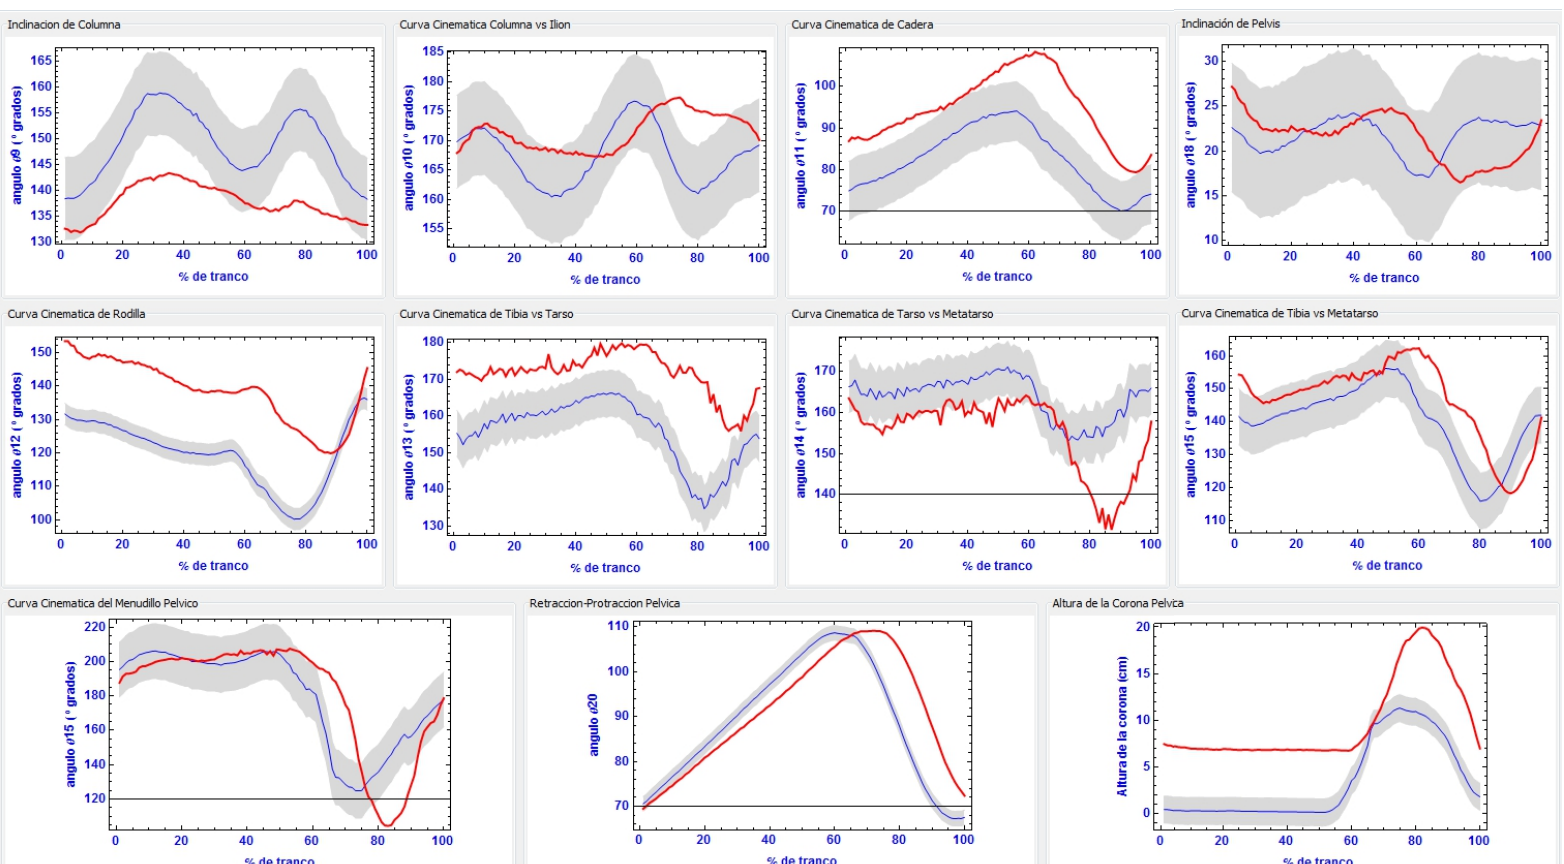 Inclinacion de Columna
angulo ø9 ( ° grados)
165
160
155
150
145
140
135
130
0 20 40 60 80 100
% de tranco
Curva Cinematica Columna vs Ilion
angulo ø10 ( ° grados)
185
180
175
170
165
160
155
0 20 40 60 80 100
% de tranco
Curva Cinematica de Cadera
angulo ø11 ( ° grados)
100
90
80
70
0 20 40 60 80 100
% de tranco
Inclinación de Pelvis
angulo ø18 ( ° grados)
30
25
20
15
10
0 20 40 60 80 100
% de tranco
Curva Cinematica de Rodilla
angulo ø12 ( ° grados)
150
140
130
120
110
100
0 20 40 60 80 100
% de tranco
Curva Cinematica de Tibia vs Tarso
angulo ø13 ( ° grados)
180
170
160
150
140
130
0 20 40 60 80 100
% de tranco
Curva Cinematica de Tarso vs Metatarso
angulo ø14 ( ° grados)
170
160
150
140
0 20 40 60 80 100
% de tranco
Curva Cinematica de Tibia vs Metatarso
angulo ø15 ( ° grados)
160
150
140
130
120
110
0 20 40 60 80 100
% de tranco
Curva Cinematica del Menudillo Pelvico
angulo ø15 ( ° grados)
220
200
180
160
140
120
0 20 40 60 80 100
% de tranco
Retraccion-Protraccion Pelvica
angulo ø20
110
100
90
80
70
0 20 40 60 80 100
% de tranco
Altura de la Corona Pelvica
Altura de la corona (cm)
20
15
10
5
0
0 20 40 60 80 100
% de tranco